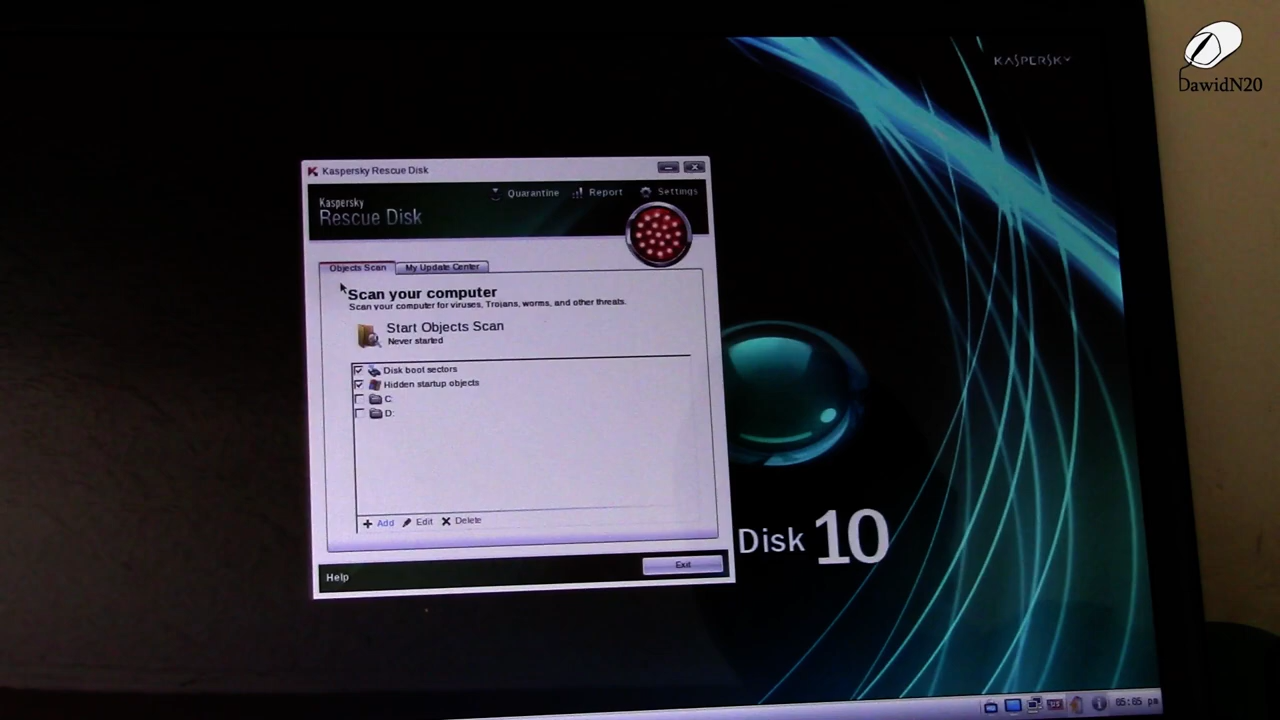 KASPERSKY
DawidN20
Kaspersky Rescue Disk
Quarantine Report Settings
Kaspersky
Rescue Disk
Objects Scan My Update Center
Scan your computer
Scan your computer for viruses, Trojans, worms, and other threats.
Start Objects Scan
Never started
Disk boot sectors
Hidden startup objects
C:
D:
Add Edit Delete
Disk 10
Help Exit